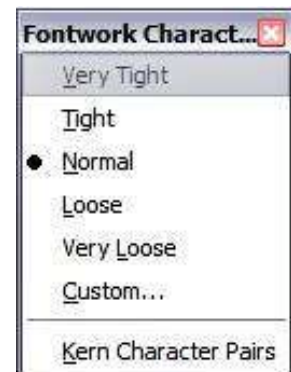 Fontwork Charact...
Very Tight
Tight
Normal
Loose
Very Loose
Custom...
Kern Character Pairs